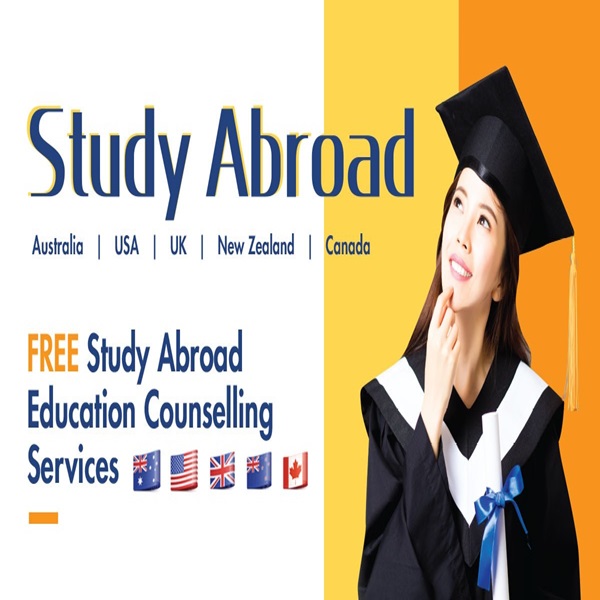 Study Abroad
Australia | USA | UK | New Zealand | Canada
FREE Study Abroad
Education Counselling
Services